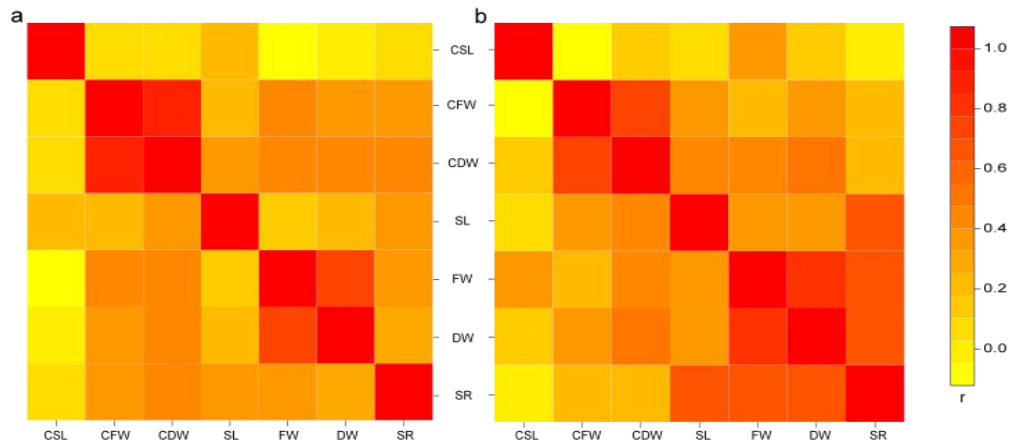 a
b
CSL
CFW
CDW
SL
FW
DW
SR
1.0
0.8
0.6
0.4
0.2
0.0
r
CSL CFW CDW SL FW DW SR
CSL CFW CDW SL FW DW SR